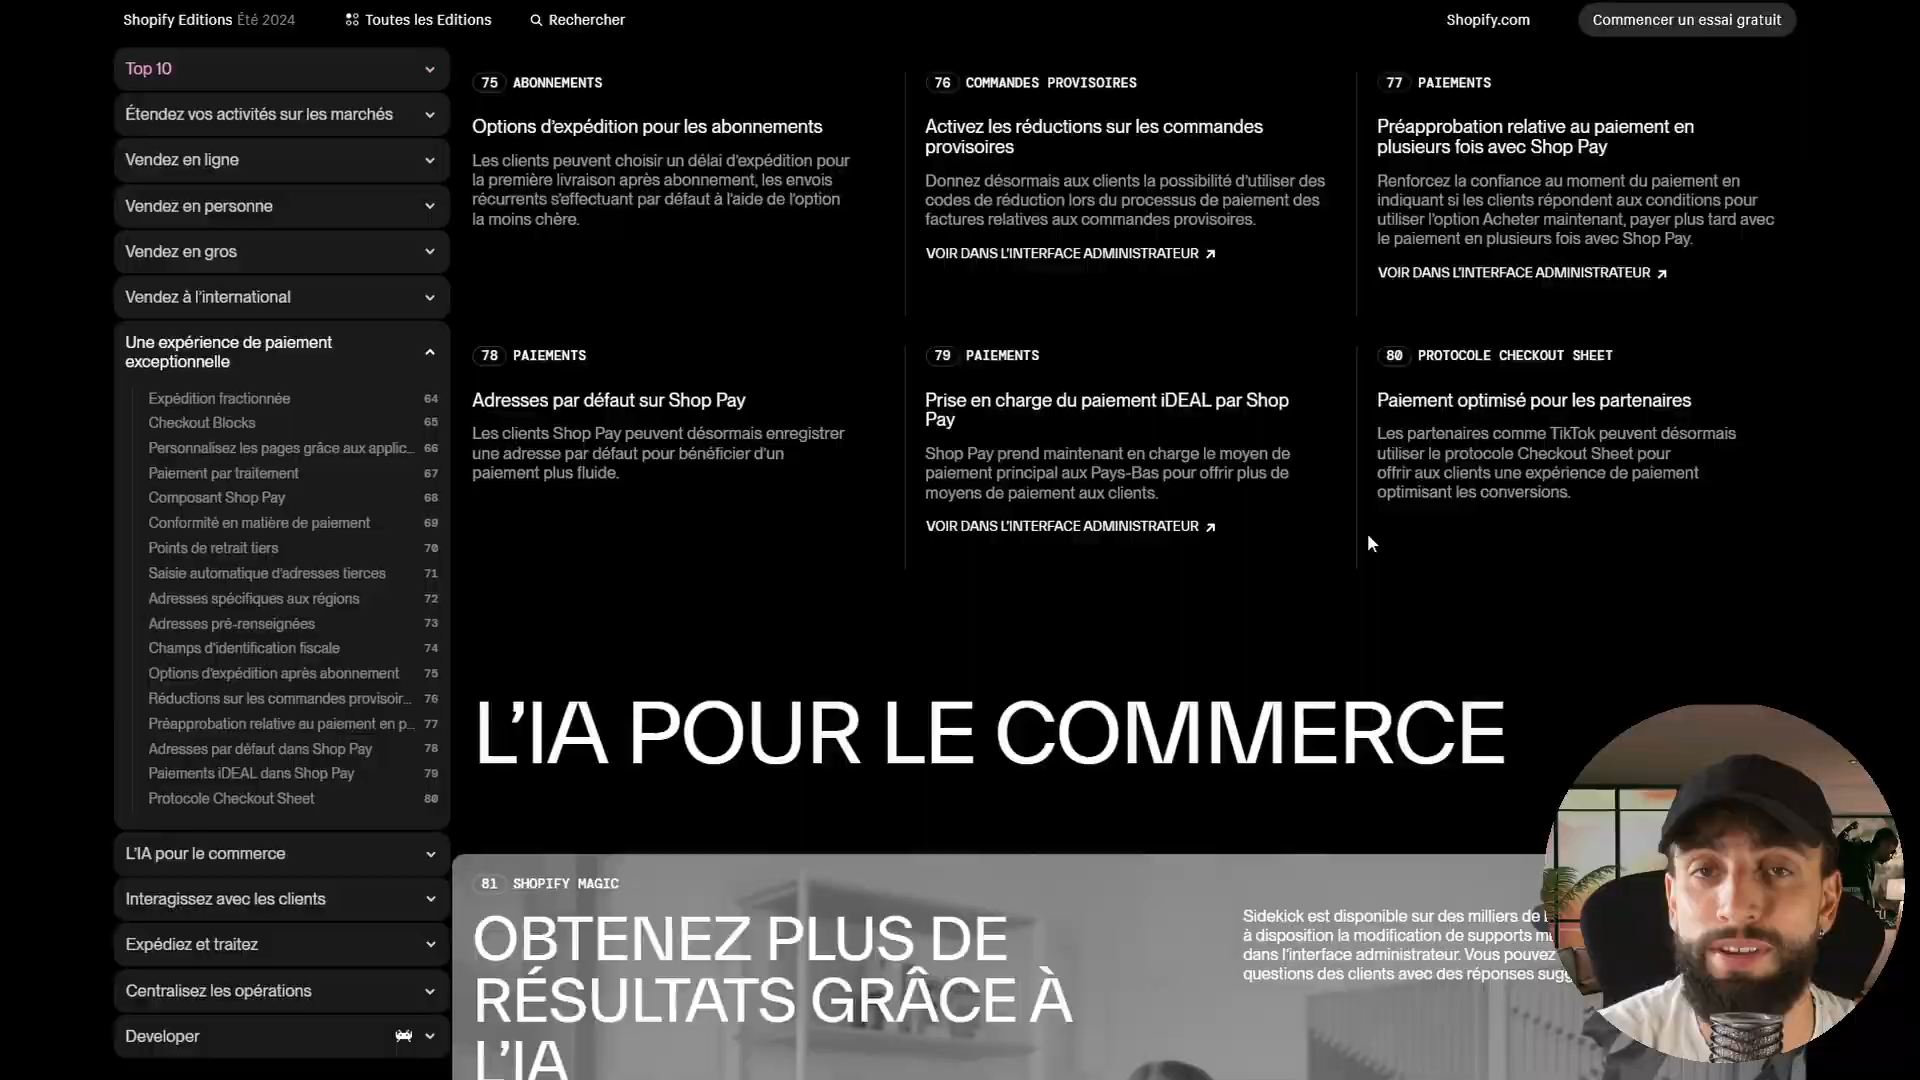 Shopify Editions Été 2024
Toutes les Editions
Rechercher
Shopify.com
Commencer un essai gratuit
Top 10
Étendez vos activités sur les marchés
Vendez en ligne
Vendez en personne
Vendez en gros
Vendez à l'international
Une expérience de paiement
exceptionnelle
Expédition fractionnée 64
Checkout Blocks 65
Personnalisez les pages grâce aux applic... 66
Paiement par traitement 67
Composant Shop Pay 68
Conformité en matière de paiement 69
Points de retrait tiers 70
Saisie automatique d'adresses tierces 71
Adresses spécifiques aux régions 72
Adresses pré-renseignées 73
Champs d'identification fiscale 74
Options d'expédition après abonnement 75
Réductions sur les commandes provisoir... 76
Préapprobation relative au paiement en p... 77
Adresses par défaut dans Shop Pay 78
Paiements iDEAL dans Shop Pay 79
Protocole Checkout Sheet 80
L'IA pour le commerce
Interagissez avec les clients
Expédiez et traitez
Centralisez les opérations
Developer
75 ABONNEMENTS
Options d'expédition pour les abonnements
Les clients peuvent choisir un délai d'expédition pour
la première livraison après abonnement, les envois
récurrents s'effectuant par défaut à l'aide de l'option
la moins chère.
76 COMMANDES PROVISOIRES
Activez les réductions sur les commandes
provisoires
Donnez désormais aux clients la possibilité d'utiliser des
codes de réduction lors du processus de paiement des
factures relatives aux commandes provisoires.
VOIR DANS L'INTERFACE ADMINISTRATEUR
77 PAIEMENTS
Préapprobation relative au paiement en
plusieurs fois avec Shop Pay
Renforcez la confiance au moment du paiement en
indiquant si les clients répondent aux conditions pour
utiliser l'option Acheter maintenant, payer plus tard avec
le paiement en plusieurs fois avec Shop Pay.
VOIR DANS L'INTERFACE ADMINISTRATEUR
78 PAIEMENTS
Adresses par défaut sur Shop Pay
Les clients Shop Pay peuvent désormais enregistrer
une adresse par défaut pour bénéficier d'un
paiement plus fluide.
79 PAIEMENTS
Prise en charge du paiement iDEAL par Shop
Pay
Shop Pay prend maintenant en charge le moyen de
paiement principal aux Pays-Bas pour offrir plus de
moyens de paiement aux clients.
VOIR DANS L'INTERFACE ADMINISTRATEUR
80 PROTOCOLE CHECKOUT SHEET
Paiement optimisé pour les partenaires
Les partenaires comme TikTok peuvent désormais
utiliser le protocole Checkout Sheet pour
offrir aux clients une expérience de paiement
optimisant les conversions.
L'IA POUR LE COMMERCE
81 SHOPIFY MAGIC
OBTENEZ PLUS DE
RÉSULTATS GRÂCE À
L'IA
Sidekick est disponible sur des milliers de
à disposition la modification de supports
dans l'interface administrateur. Vous pouvez
questions des clients avec des réponses